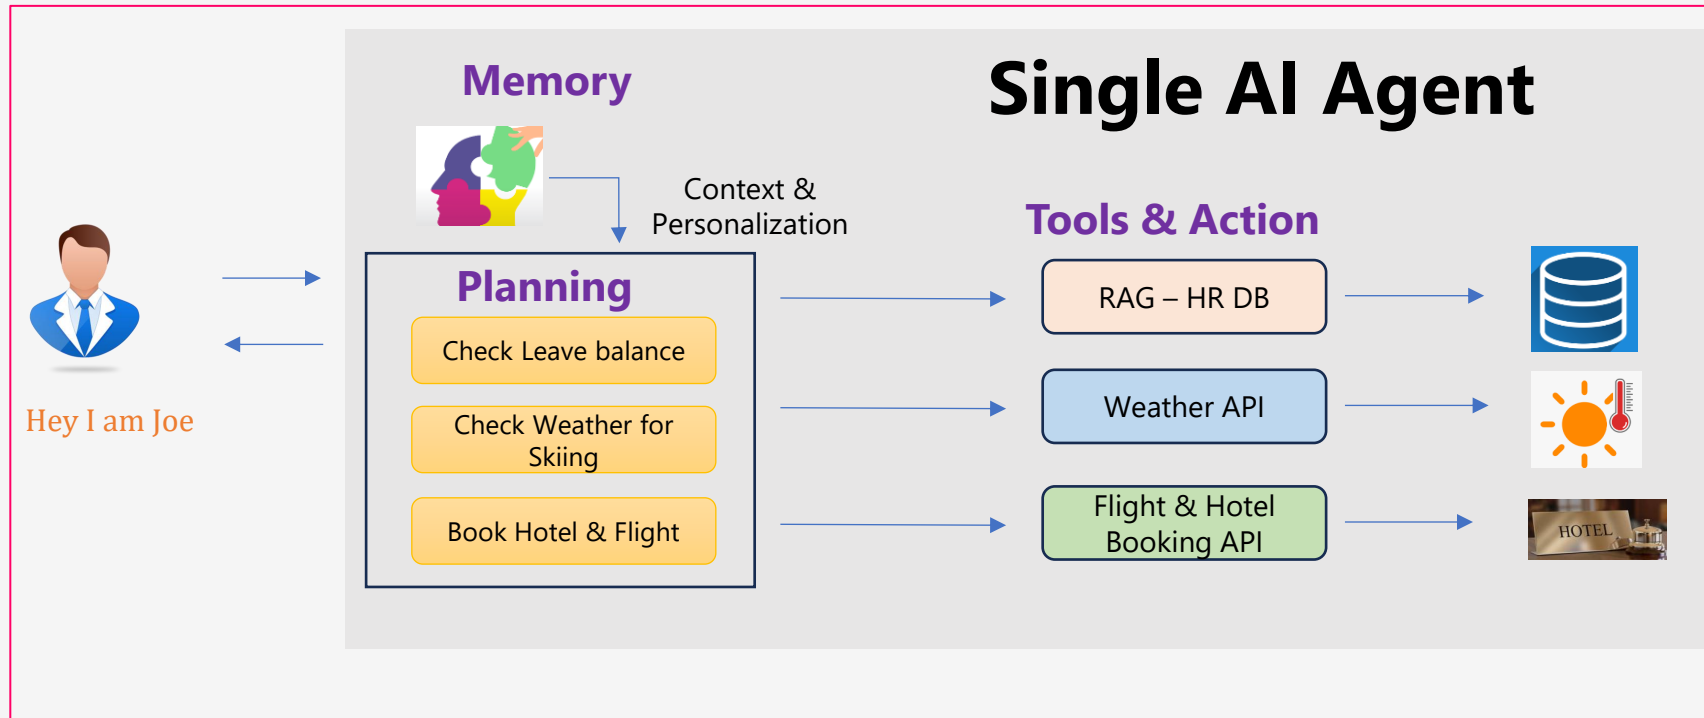 Single AI Agent
Memory
Context &
Personalization
Hey I am Joe
Planning
Check Leave balance
Check Weather for
Skiing
Book Hotel & Flight
Tools & Action
RAG – HR DB
Weather API
Flight & Hotel
Booking API
HOTEL